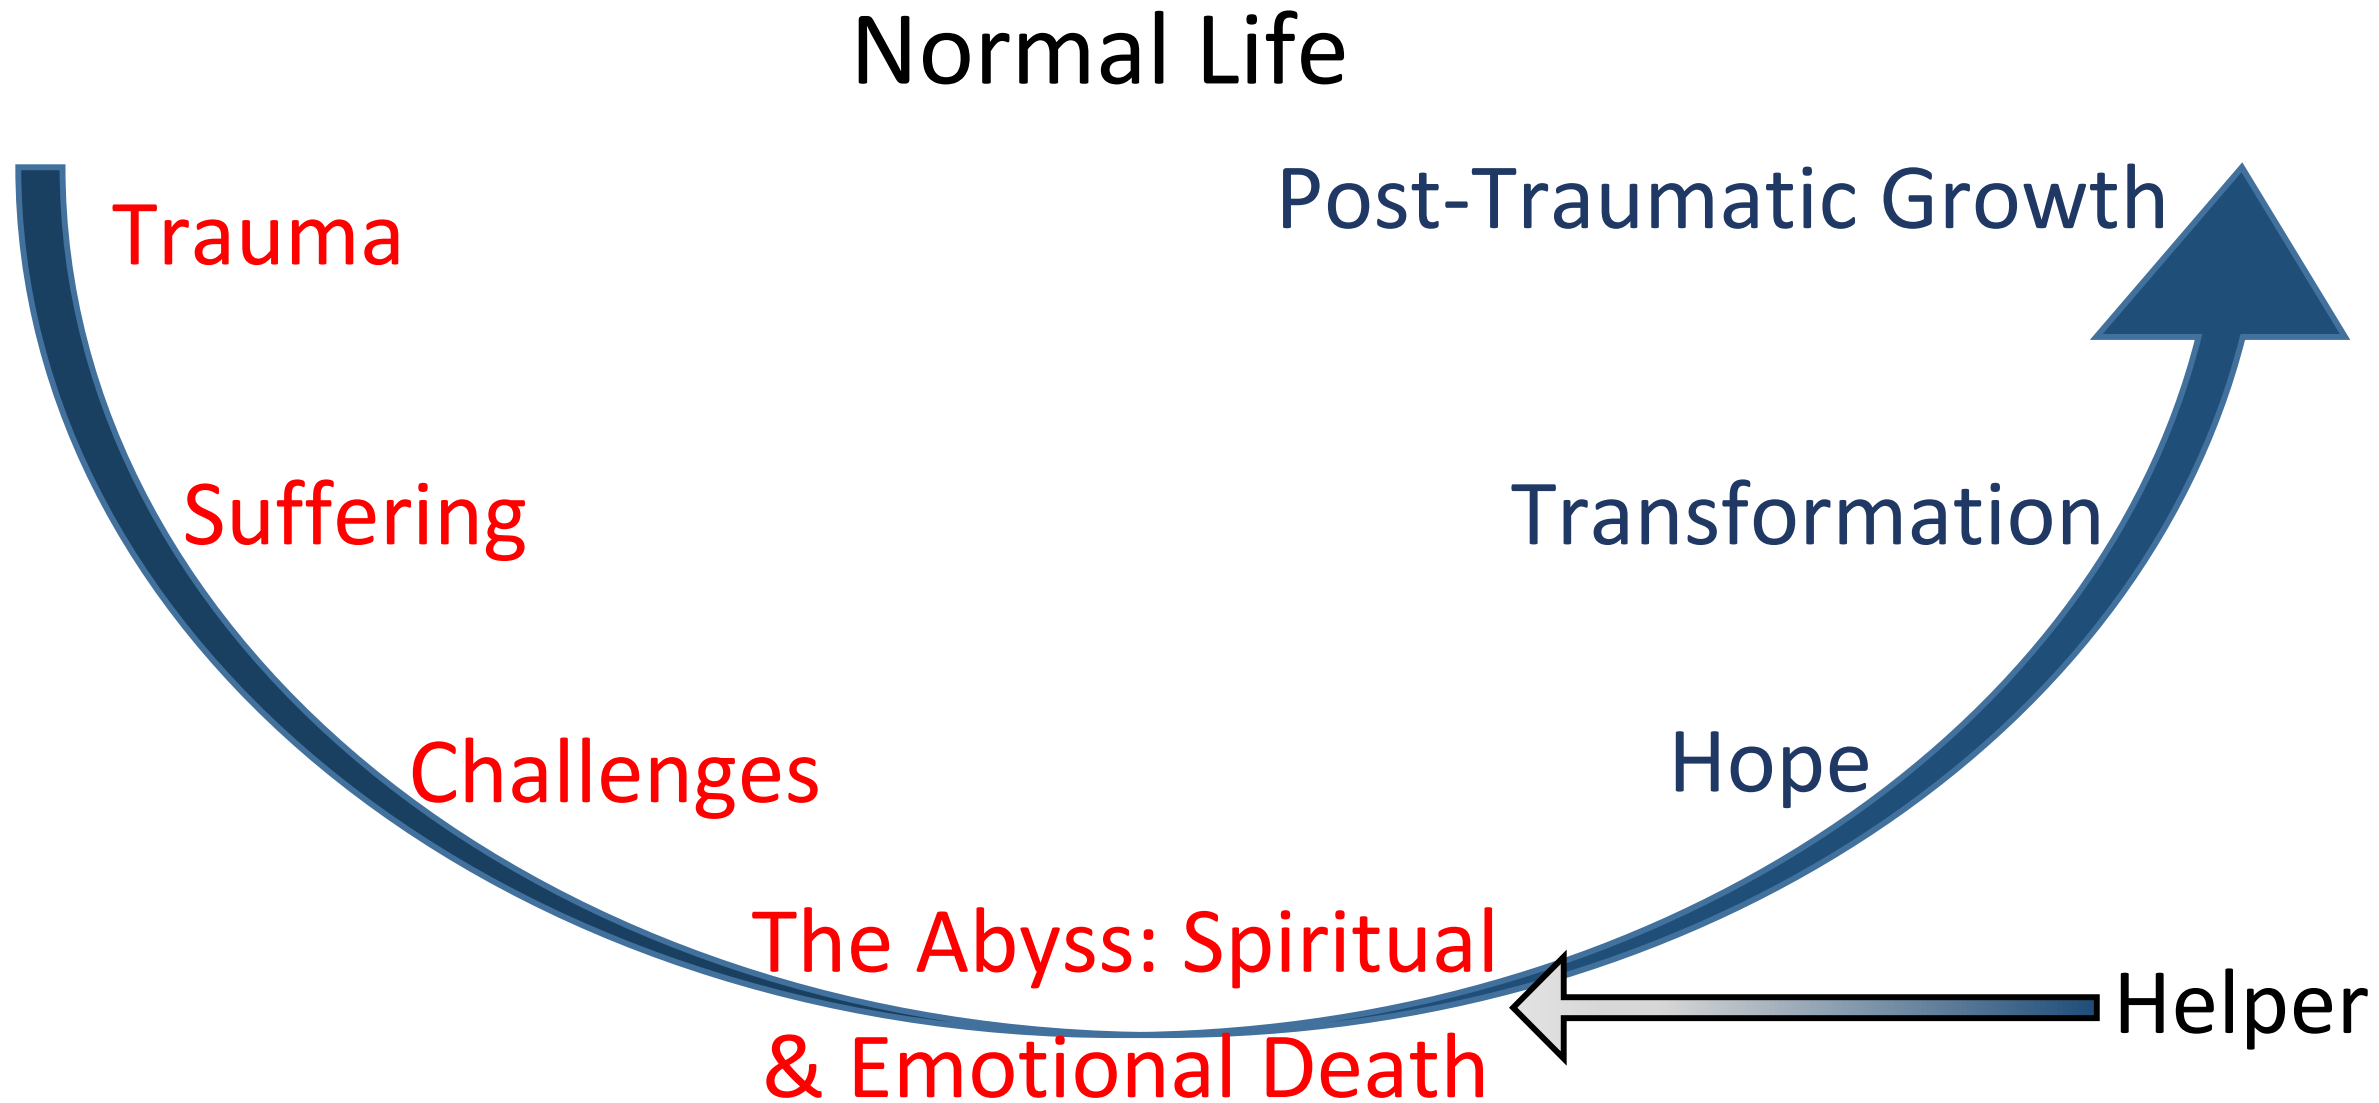 Normal Life
Trauma
Post-Traumatic Growth
Suffering
Transformation
Challenges
Hope
The Abyss: Spiritual
& Emotional Death
Helper